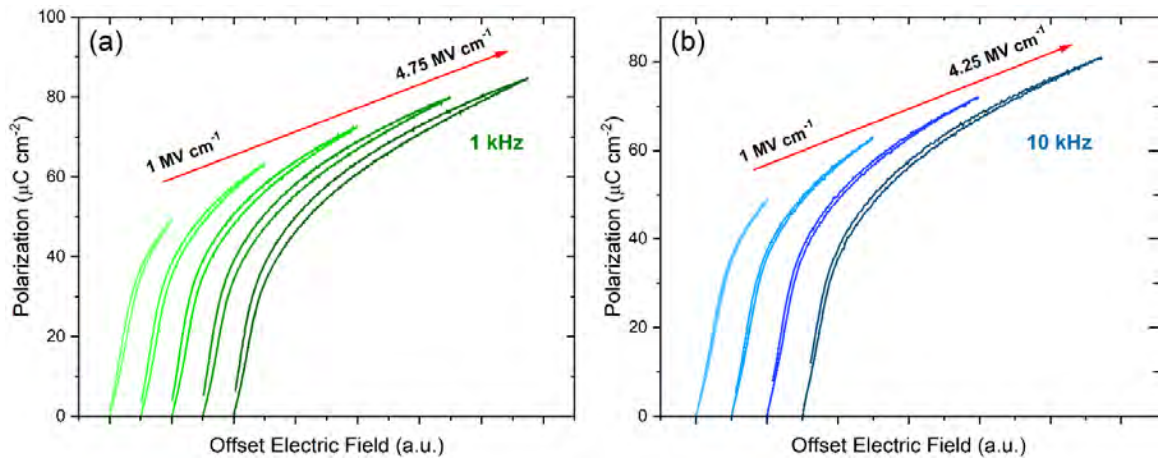 (a)
100
80
60
40
20
0
Polarization (μC cm⁻²)
1 MV cm⁻¹
4.75 MV cm⁻¹
1 kHz
Offset Electric Field (a.u.)
(b)
80
60
40
20
0
Polarization (μC cm⁻²)
1 MV cm⁻¹
4.25 MV cm⁻¹
10 kHz
Offset Electric Field (a.u.)